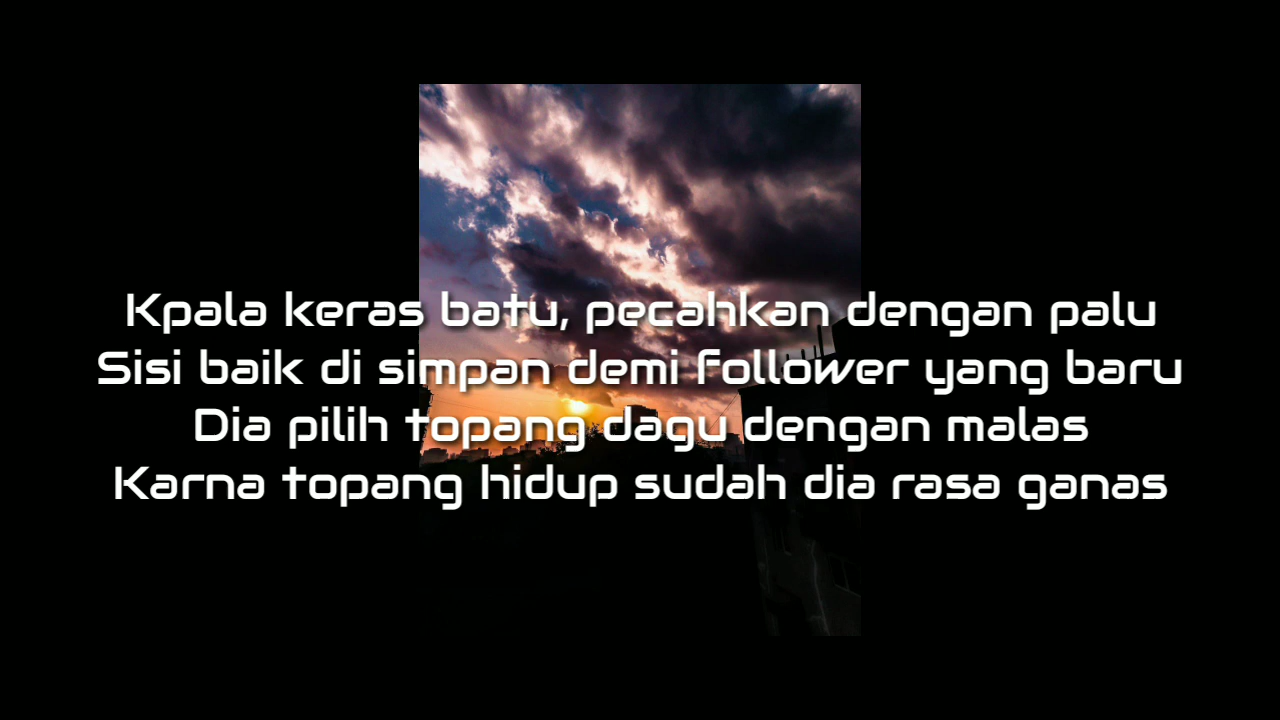 Kpala keras batu, pecahkan dengan palu
Sisi baik di simpan demi follower yang baru
Dia pilih topang dagu dengan malas
Karna topang hidup sudah dia rasa ganas